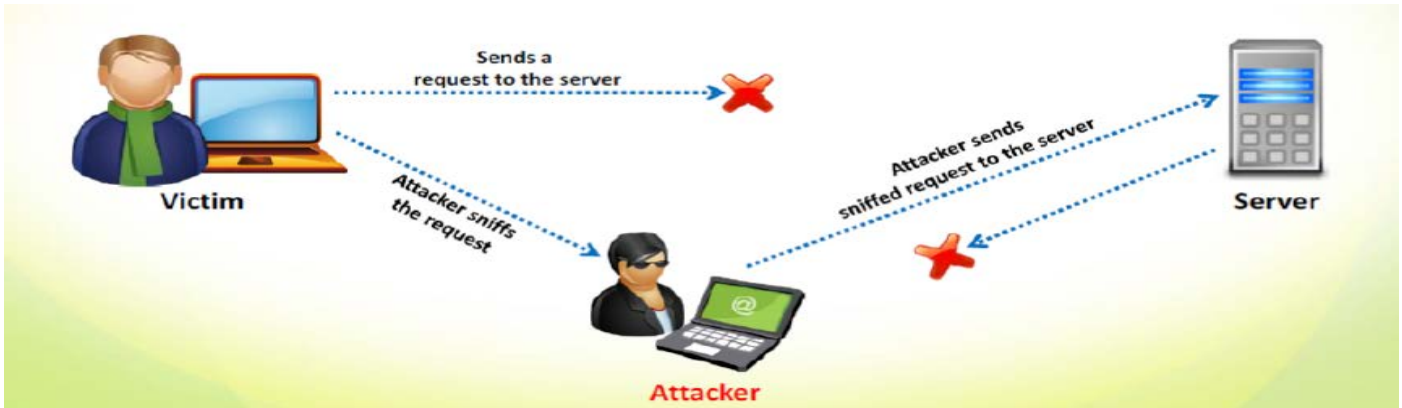 Sends a
request to the server
Attacker sniffs
the request
Attacker sends
sniffed request to the server
Victim
Server
@
Attacker